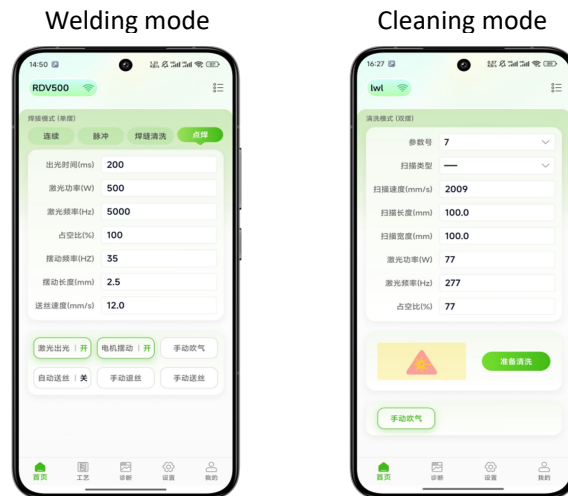 Welding mode
14:50
RDV500
焊接模式 (单摆)
连续 脉冲 焊缝清洗 点焊
出光时间(ms) 200
激光功率(W) 500
激光频率(Hz) 5000
占空比(%) 100
摆动频率(HZ) 35
摆动长度(mm) 2.5
送丝速度(mm/s) 12.0
激光出光 | 开 电机摆动 | 开 手动吹气
自动送丝 | 关 手动退丝 手动送丝
首页 工艺 诊断 设置 我的
Cleaning mode
16:27
lwl
清洗模式 (双摆)
参数号 7
扫描类型 —
扫描速度(mm/s) 2009
扫描长度(mm) 100.0
扫描宽度(mm) 100.0
激光功率(W) 77
激光频率(Hz) 277
占空比(%) 77
准备清洗
手动吹气
首页 诊断 设置 我的